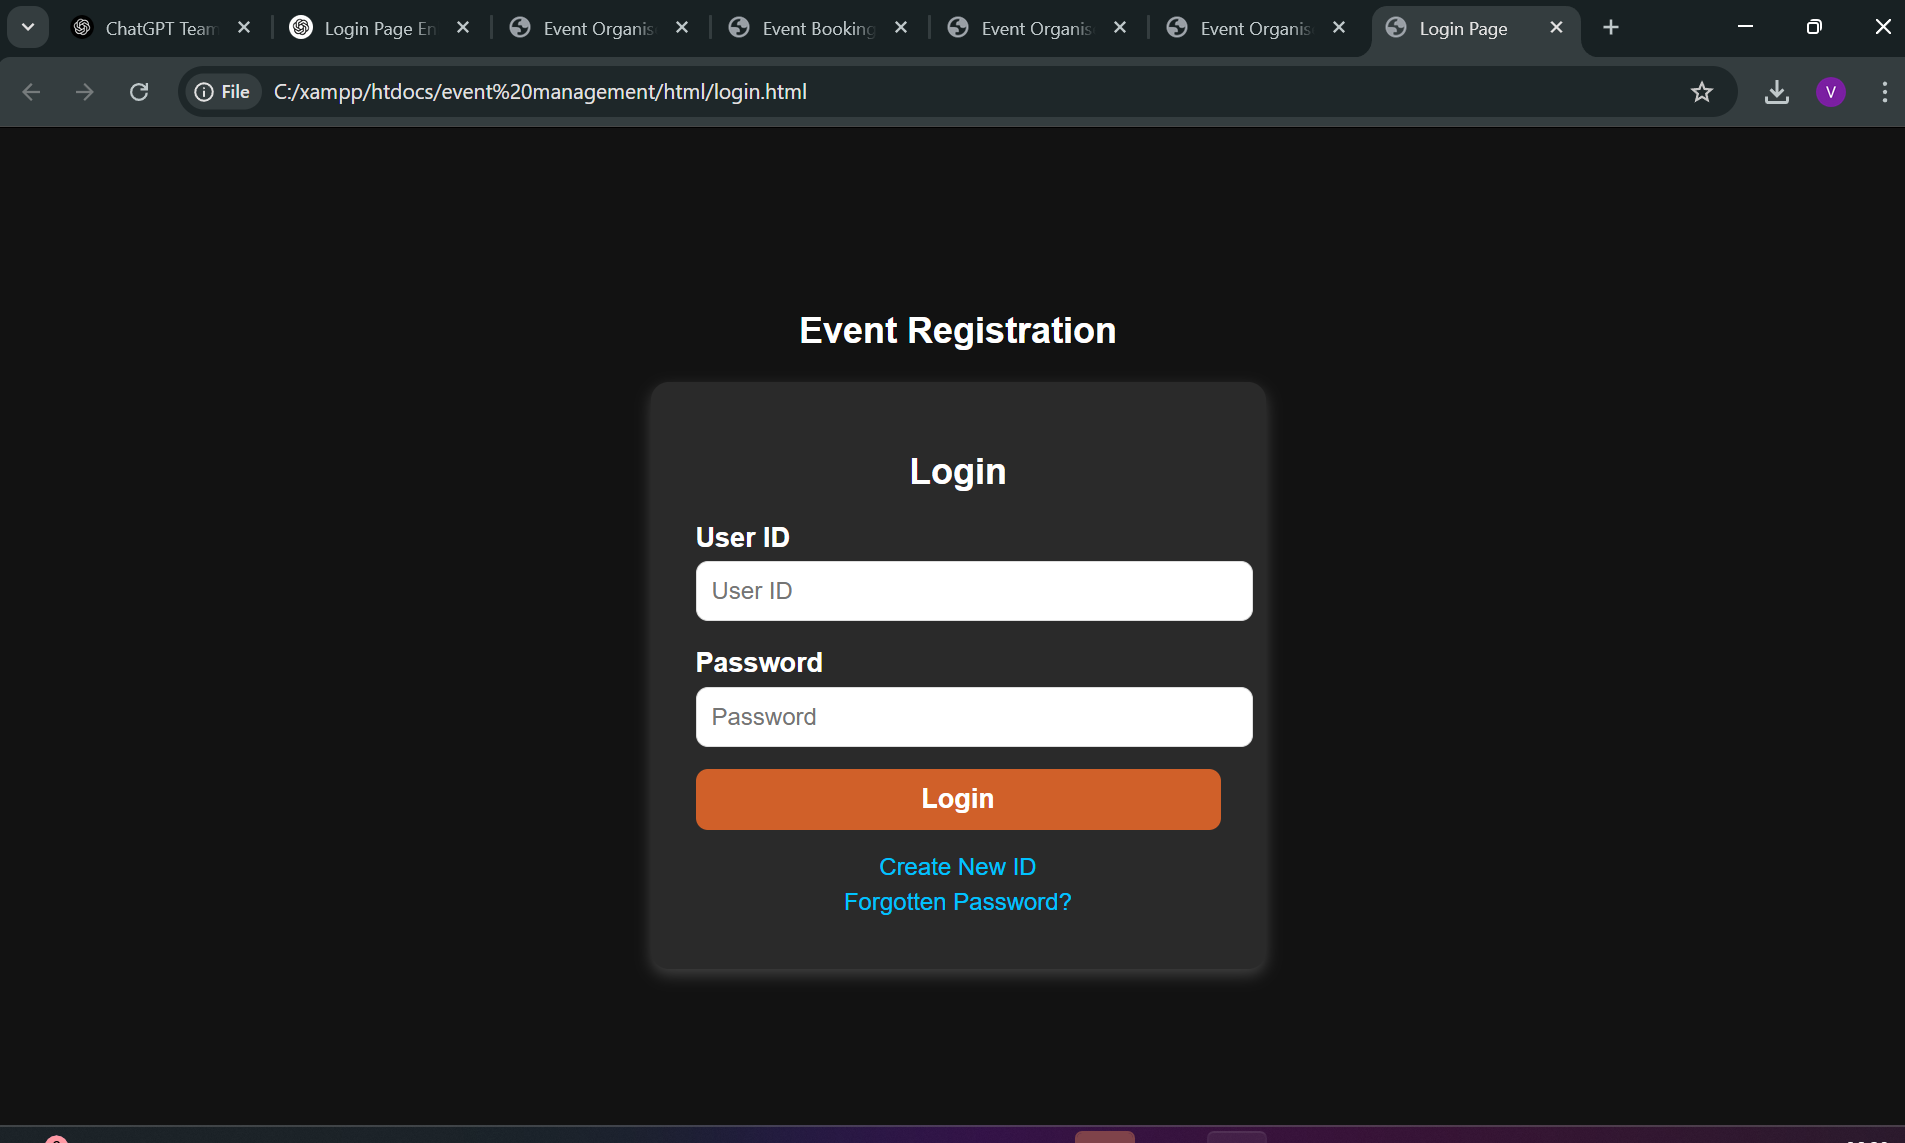 ChatGPT Team
Login Page En
Event Organis
Event Booking
Event Organis
Event Organis
Login Page
File
C:/xampp/htdocs/event%20management/html/login.html
V
Event Registration
Login
User ID
User ID
Password
Password
Login
Create New ID
Forgotten Password?